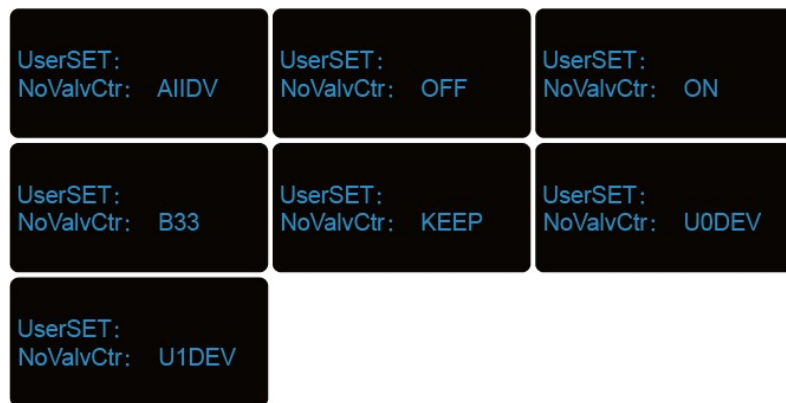 UserSET:
NoValvCtr: AIIDV
UserSET:
NoValvCtr: OFF
UserSET:
NoValvCtr: ON
UserSET:
NoValvCtr: B33
UserSET:
NoValvCtr: KEEP
UserSET:
NoValvCtr: U0DEV
UserSET:
NoValvCtr: U1DEV